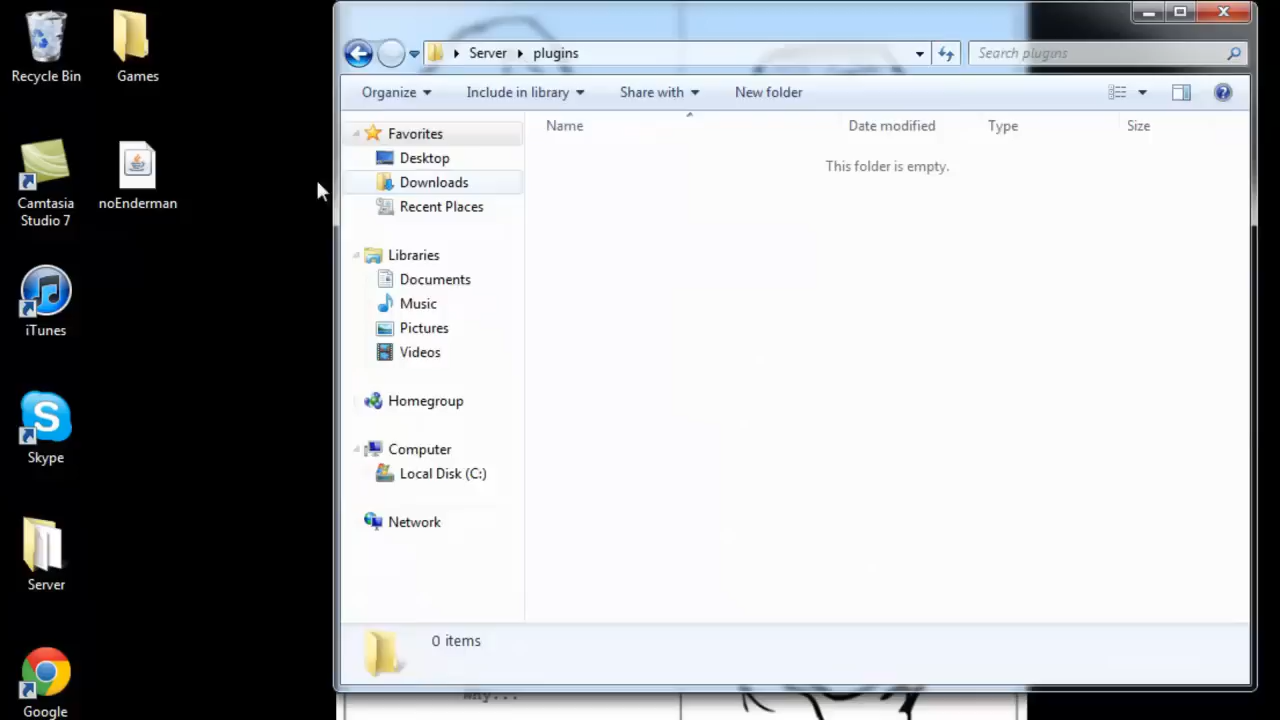 Recycle Bin
Games
Camtasia
Studio 7
noEnderman
iTunes
Skype
Server
Google
Server plugins
Search plugins
Organize Include in library Share with New folder
Favorites
Desktop
Downloads
Recent Places
Libraries
Documents
Music
Pictures
Videos
Homegroup
Computer
Local Disk (C:)
Network
Name Date modified Type Size
This folder is empty.
0 items
why...